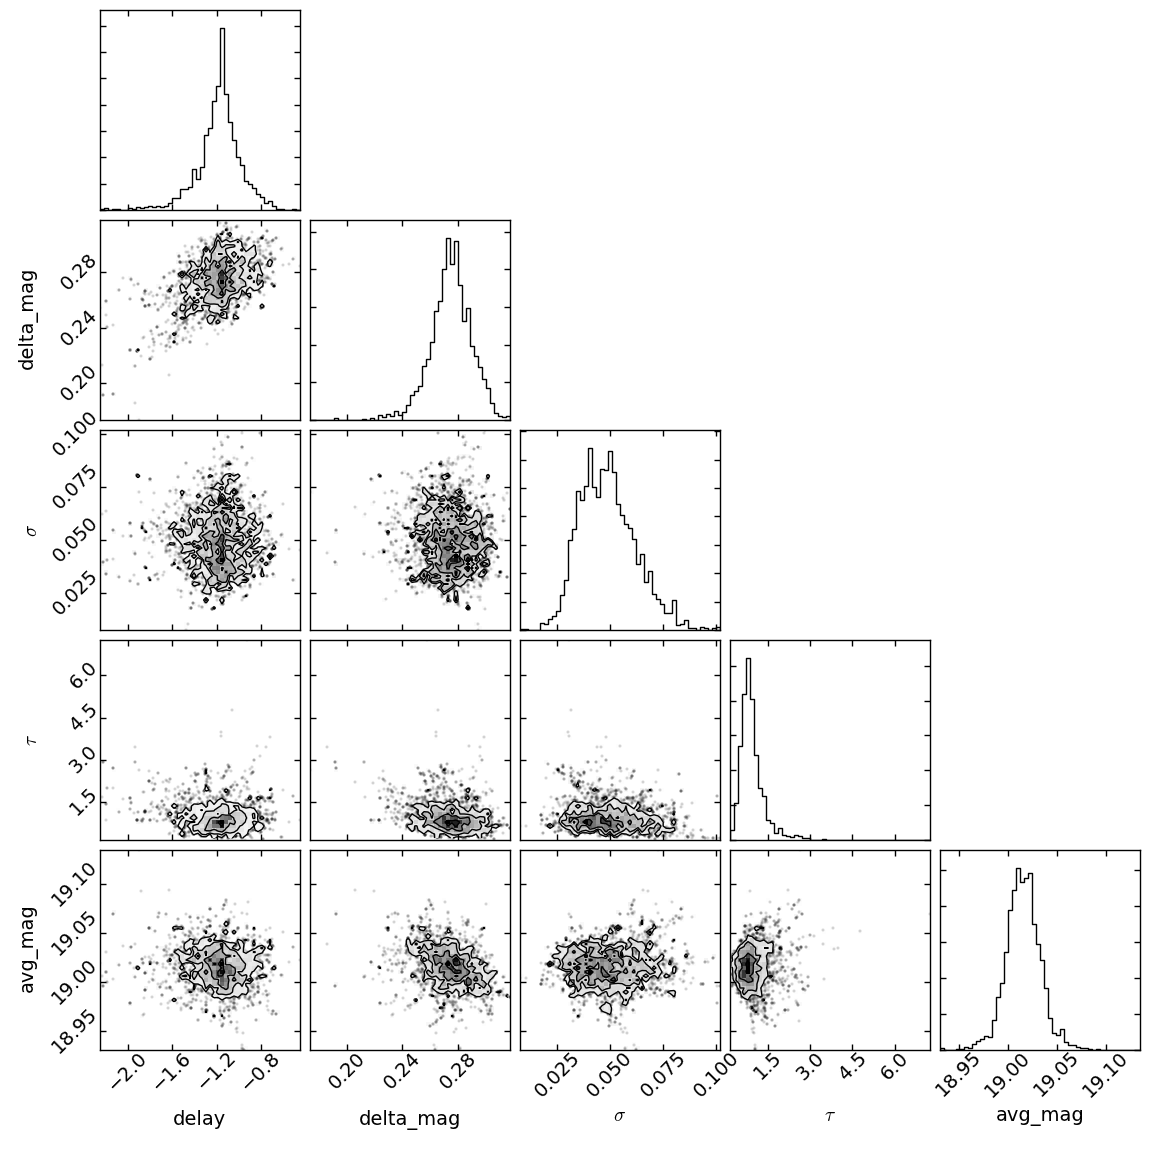 delta_mag
0.28
0.24
0.20
σ
0.100
0.075
0.050
0.025
τ
6.0
4.5
3.0
1.5
avg_mag
19.10
19.05
19.00
18.95
−2.0 −1.6 −1.2 −0.8
0.20 0.24 0.28
0.025 0.050 0.075 0.100
1.5 3.0 4.5 6.0
18.95 19.00 19.05 19.10
delay delta_mag σ τ avg_mag